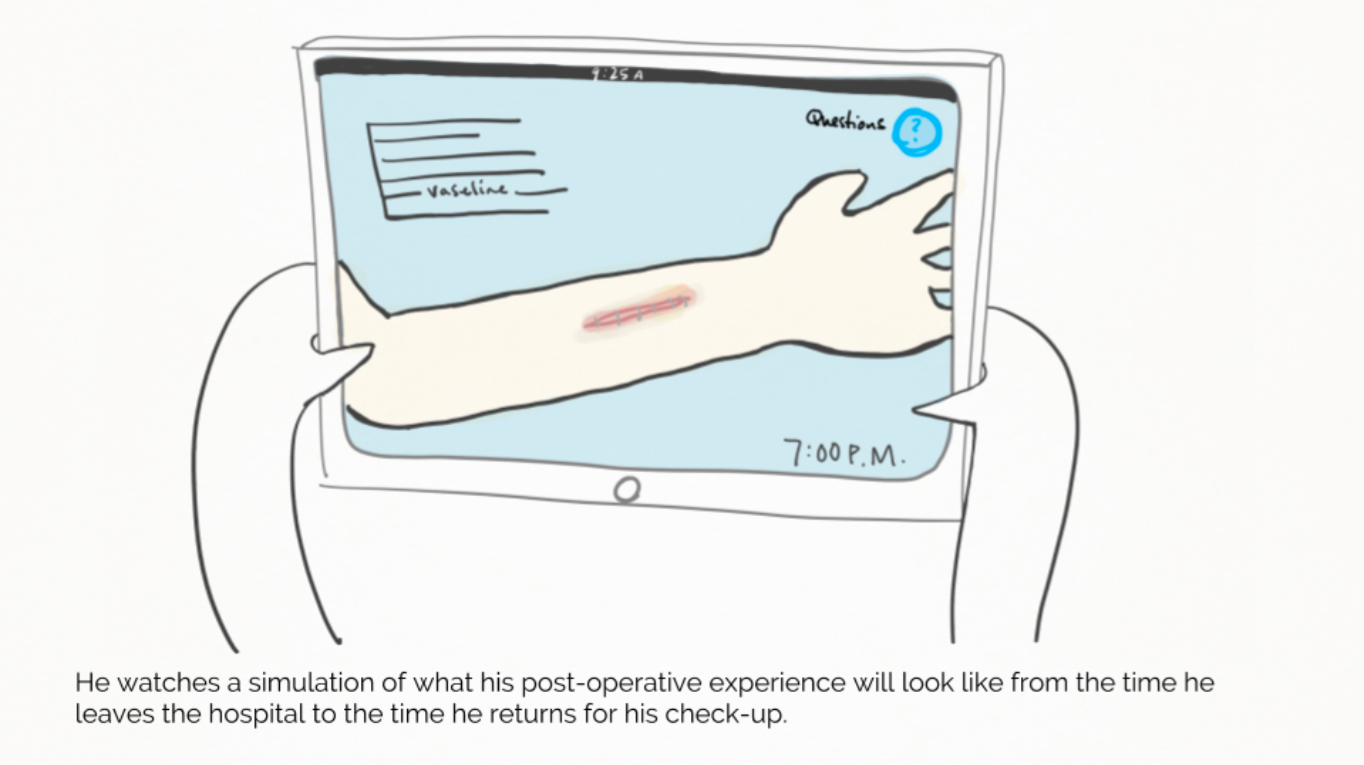 9:25 A
Questions ?
vaseline
7:00 P.M.
He watches a simulation of what his post-operative experience will look like from the time he
leaves the hospital to the time he returns for his check-up.